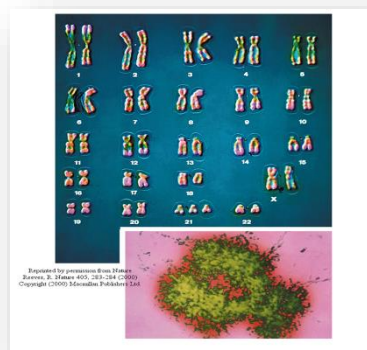 1 2 3 4 5
6 7 8 9 10
11 12 13 14 15
16 17 18 X
19 20 21 22
Reprinted by permission from Nature
Reeves, R. Nature 405, 283-284 (2000)
Copyright (2000) Macmillan Publishers Ltd